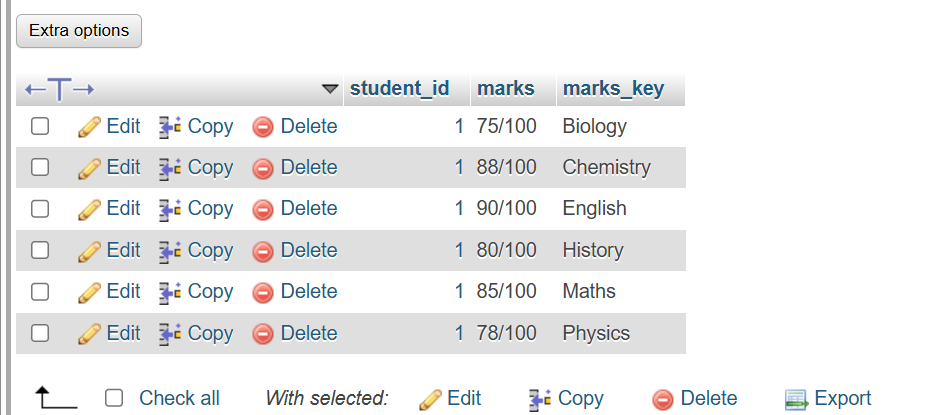 Extra options
student_id marks marks_key
Edit Copy Delete 1 75/100 Biology
Edit Copy Delete 1 88/100 Chemistry
Edit Copy Delete 1 90/100 English
Edit Copy Delete 1 80/100 History
Edit Copy Delete 1 85/100 Maths
Edit Copy Delete 1 78/100 Physics
Check all With selected: Edit Copy Delete Export